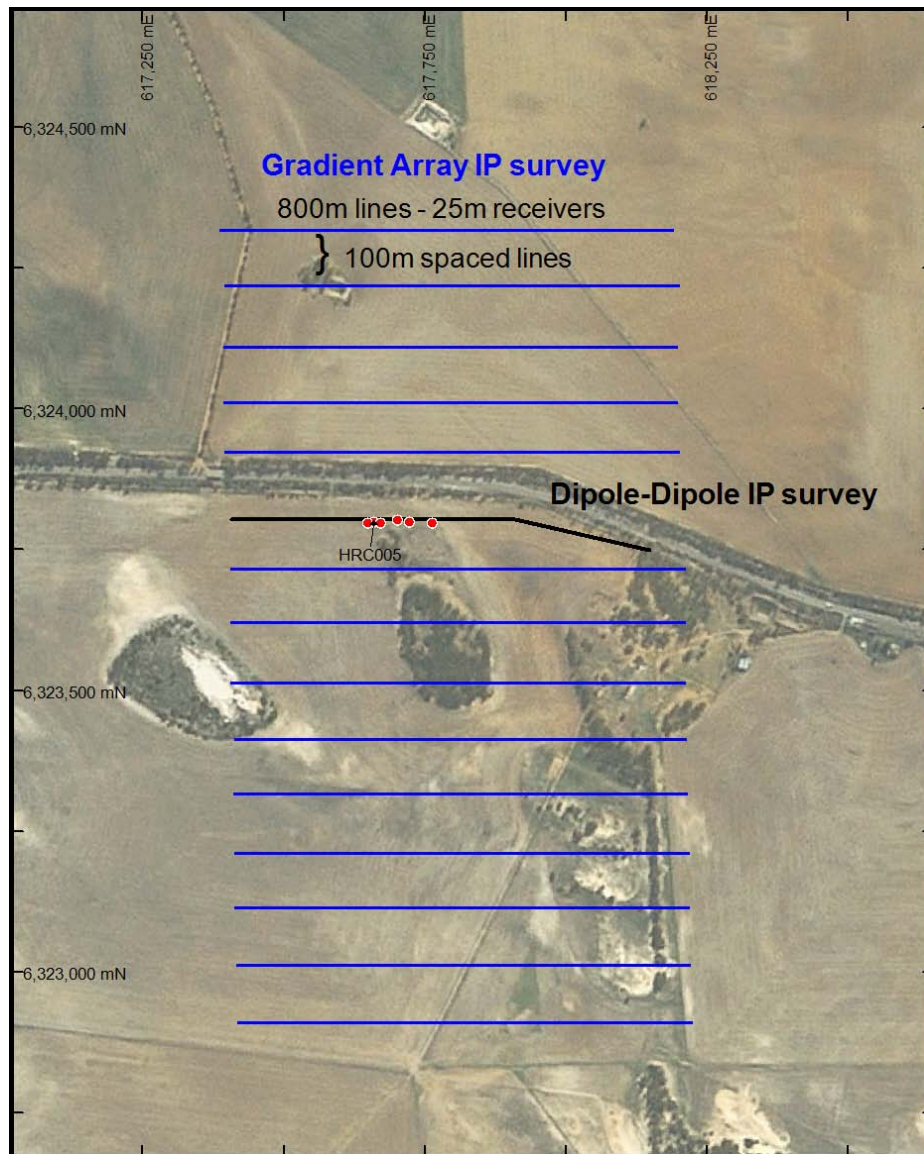 617,250 mE
617,750 mE
618,250 mE
6,324,500 mN
Gradient Array IP survey
800m lines - 25m receivers
} 100m spaced lines
6,324,000 mN
Dipole-Dipole IP survey
HRC005
6,323,500 mN
6,323,000 mN